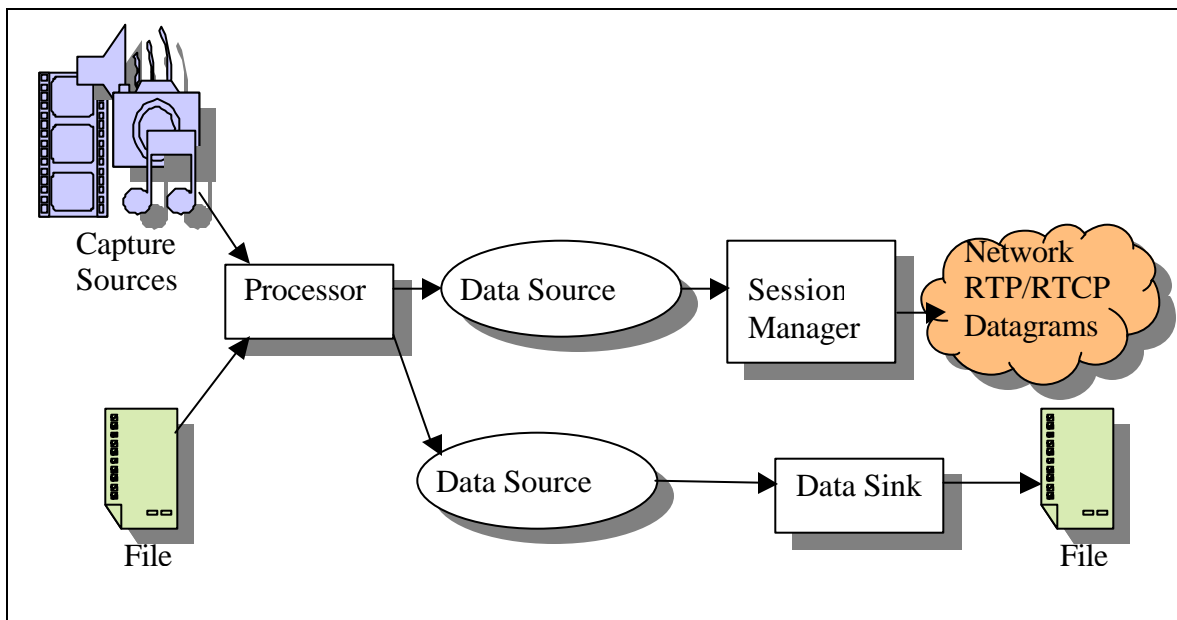 Capture
Sources
Processor
Data Source
Session
Manager
Network
RTP/RTCP
Datagrams
File
Data Source
Data Sink
File